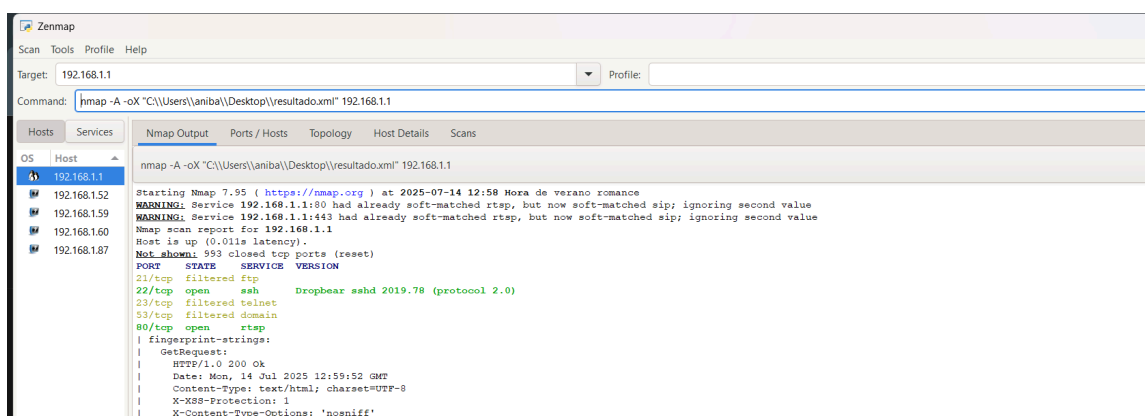 Zenmap
Scan Tools Profile Help
Target: 192.168.1.1 Profile:
Command: nmap -A -oX "C:\\Users\\aniba\\Desktop\\resultado.xml" 192.168.1.1
Hosts Services Nmap Output Ports / Hosts Topology Host Details Scans
OS Host
nmap -A -oX "C:\\Users\\aniba\\Desktop\\resultado.xml" 192.168.1.1
192.168.1.1
192.168.1.52
192.168.1.59
192.168.1.60
192.168.1.87
Starting Nmap 7.95 ( https://nmap.org ) at 2025-07-14 12:58 Hora de verano romance
WARNING: Service 192.168.1.1:80 had already soft-matched rtsp, but now soft-matched sip; ignoring second value
WARNING: Service 192.168.1.1:443 had already soft-matched rtsp, but now soft-matched sip; ignoring second value
Nmap scan report for 192.168.1.1
Host is up (0.011s latency).
Not shown: 993 closed tcp ports (reset)
PORT STATE SERVICE VERSION
21/tcp filtered ftp
22/tcp open ssh Dropbear sshd 2019.78 (protocol 2.0)
23/tcp filtered telnet
53/tcp filtered domain
80/tcp open rtsp
| fingerprint-strings:
| GetRequest:
| HTTP/1.0 200 Ok
| Date: Mon, 14 Jul 2025 12:59:52 GMT
| Content-Type: text/html; charset=UTF-8
| X-XSS-Protection: 1
| X-Content-Type-Options: 'nosniff'